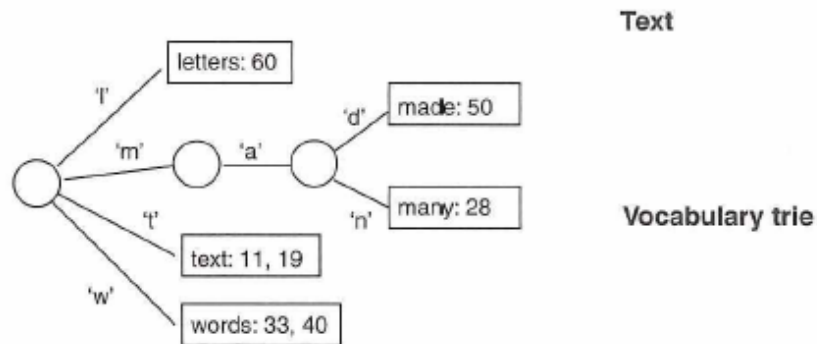 Text
letters: 60
'l'
'd'
made: 50
'm'
'a'
'n'
many: 28
Vocabulary trie
't'
text: 11, 19
'w'
words: 33, 40